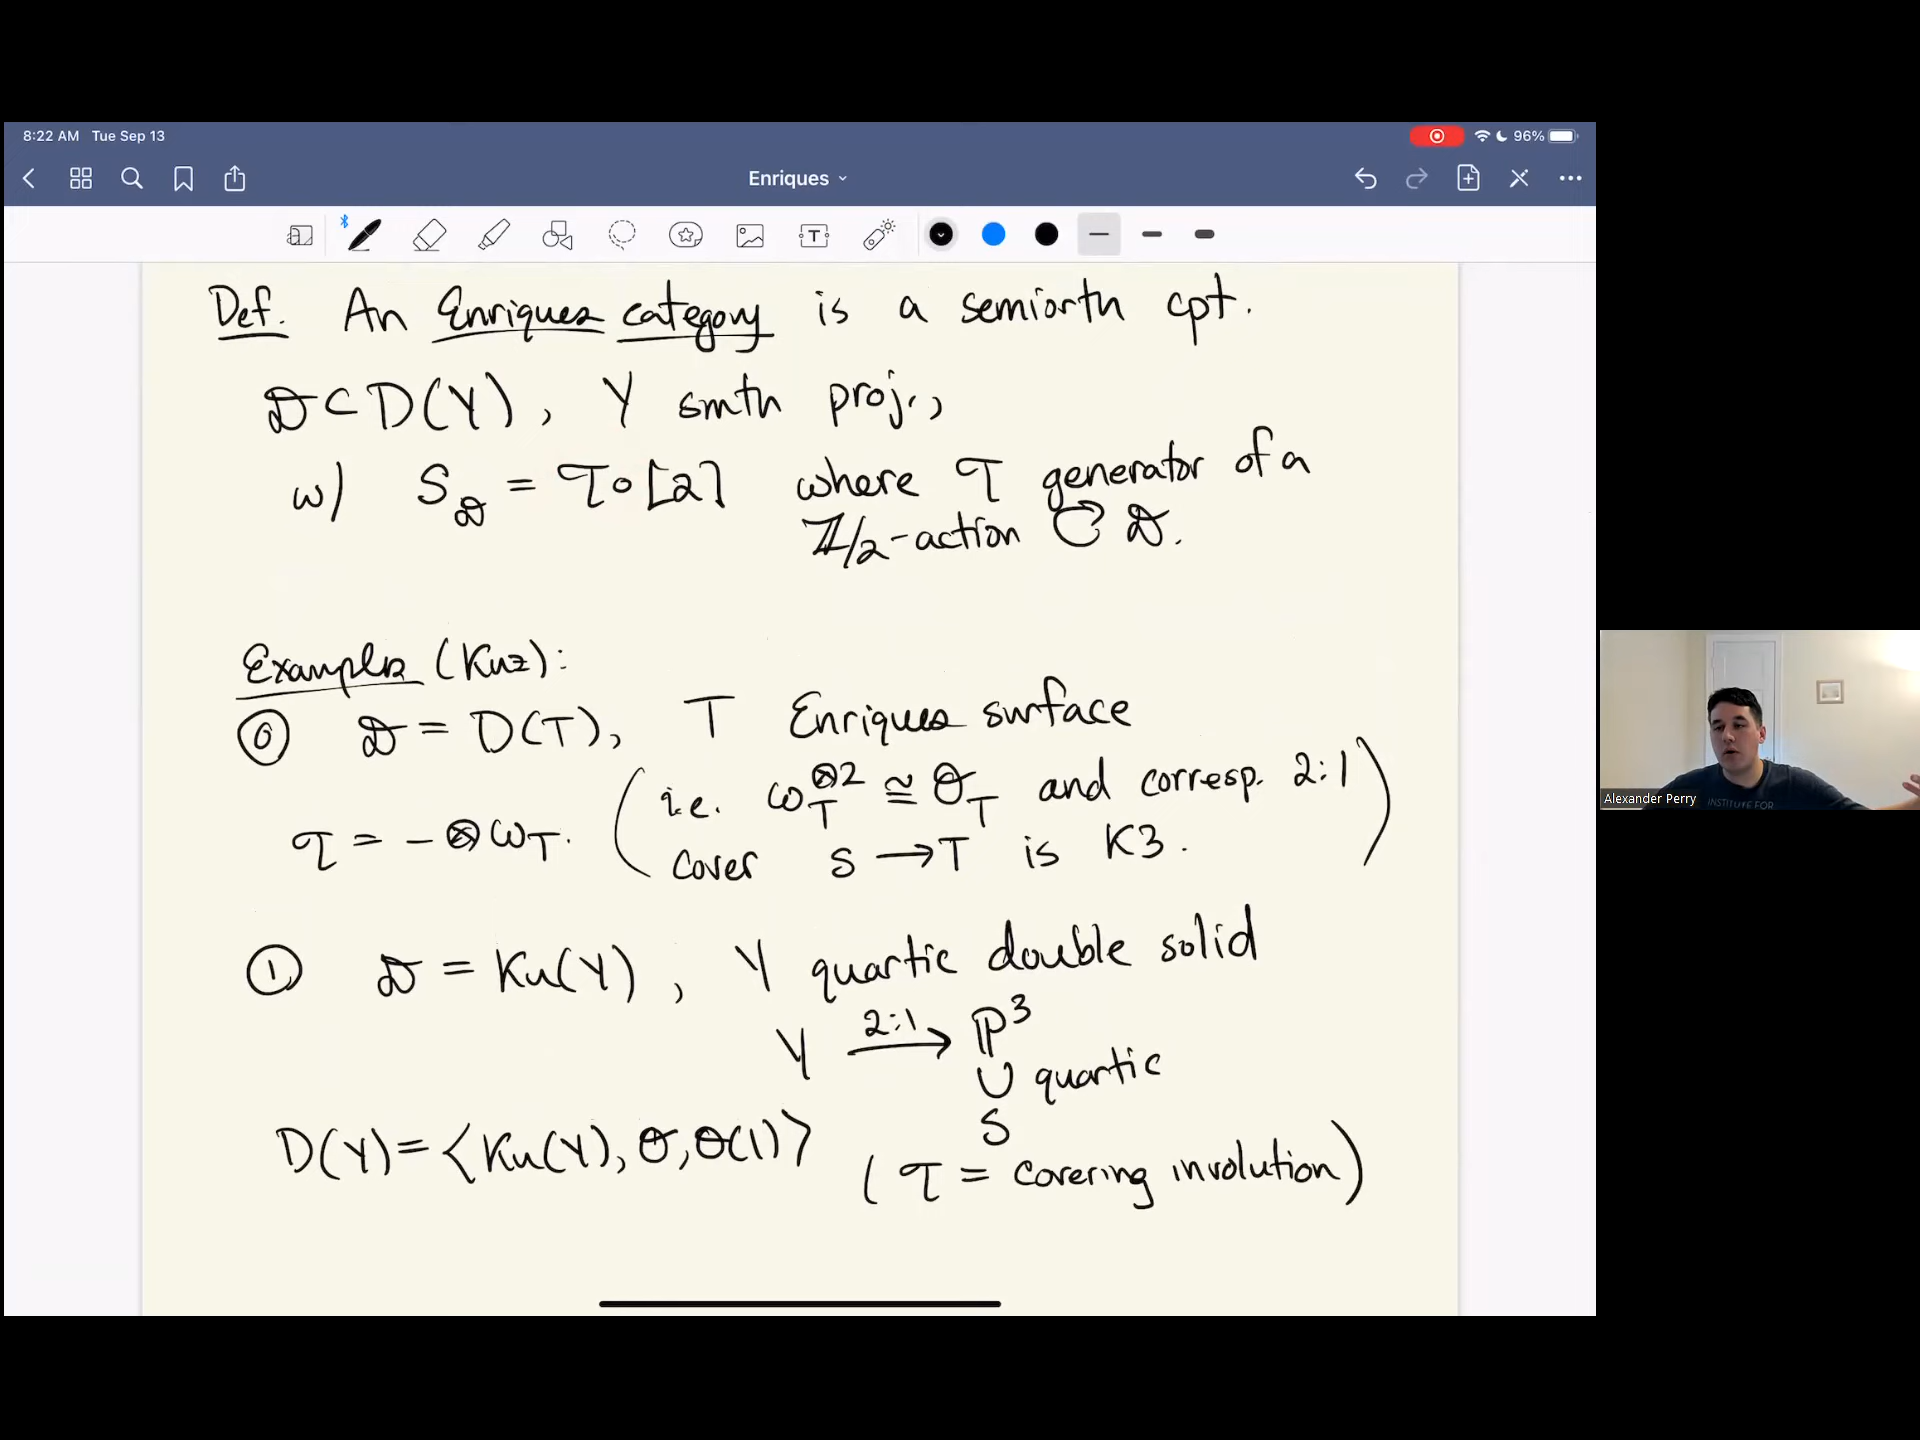 8:22 AM Tue Sep 13
96%
Enriques
Def. An Enriques category is a semiorth cpt.
𝒟 ⊂ D(Y), Y smth proj.,
w/ S_𝒟 = τ∘[2] where τ generator of a
ℤ/2-action ↻ 𝒟.
Examples (Kuz):
⓪ 𝒟 = D(T), T Enriques surface
τ = -⊗ω_T. (i.e. ω_T^{⊗2} ≅ 𝒪_T and corresp. 2:1
cover S → T is K3.)
① 𝒟 = Ku(Y), Y quartic double solid
Y 2:1→ ℙ³
∪ quartic
S
D(Y) = ⟨Ku(Y), 𝒪, 𝒪(1)⟩
(τ = covering involution)
Alexander Perry
INSTITUTE FOR